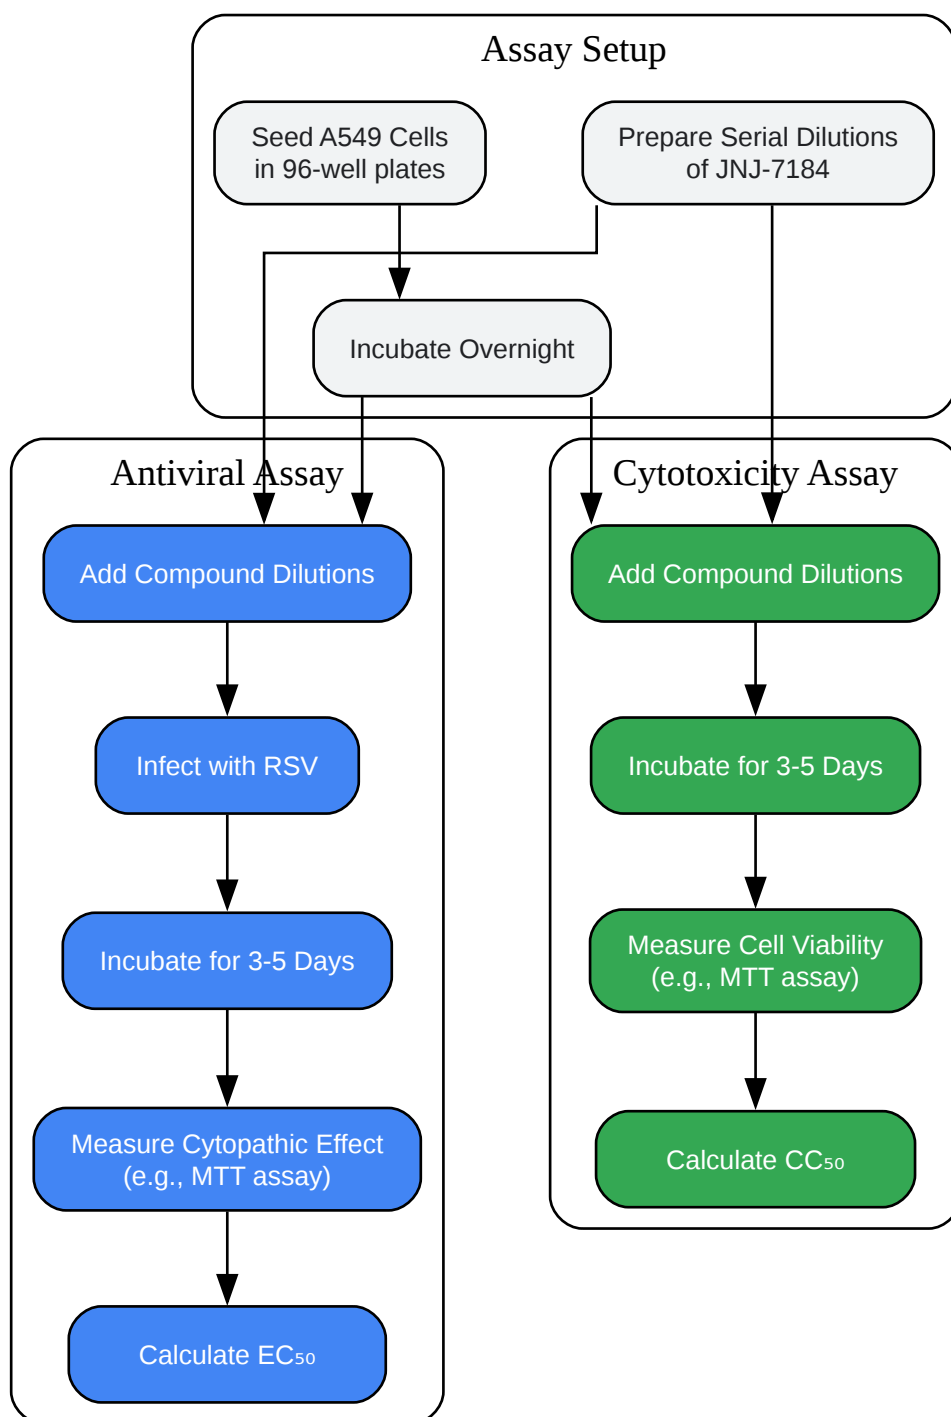 Assay Setup
Seed A549 Cells
in 96-well plates
Prepare Serial Dilutions
of JNJ-7184
Incubate Overnight
Antiviral Assay
Add Compound Dilutions
Infect with RSV
Incubate for 3-5 Days
Measure Cytopathic Effect
(e.g., MTT assay)
Calculate EC₅₀
Cytotoxicity Assay
Add Compound Dilutions
Incubate for 3-5 Days
Measure Cell Viability
(e.g., MTT assay)
Calculate CC₅₀